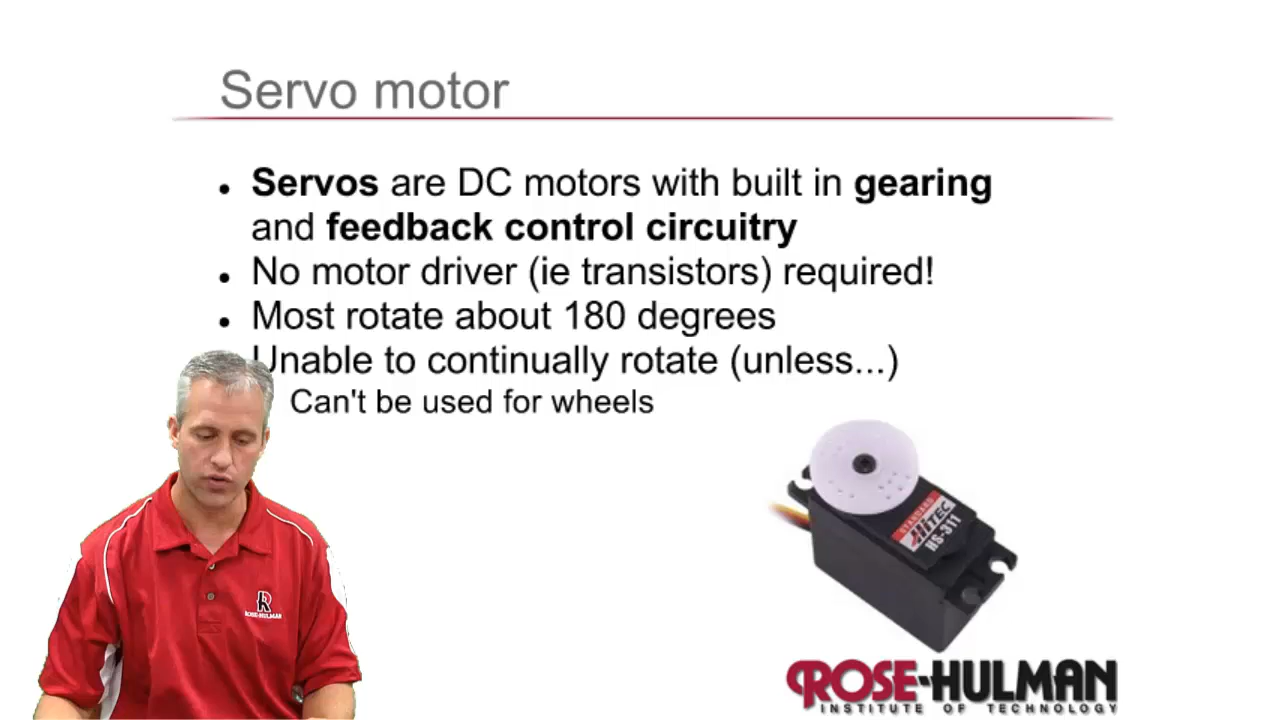 Servo motor
Servos are DC motors with built in gearing
and feedback control circuitry
No motor driver (ie transistors) required!
Most rotate about 180 degrees
Unable to continually rotate (unless...)
Can't be used for wheels
STANDARD
HiTEC
HS-311
ROSE-HULMAN
ROSE-HULMAN
INSTITUTE OF TECHNOLOGY